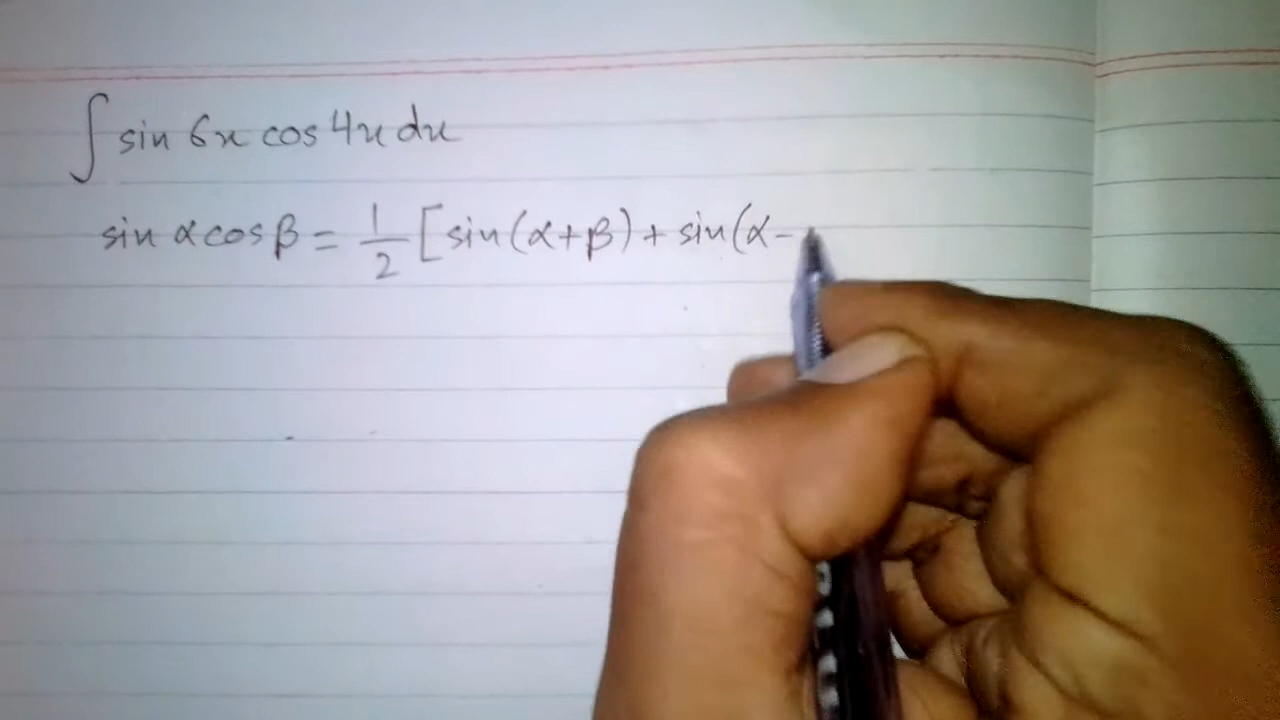 ∫ sin 6x cos 4x dx
sin α cos β = 1/2 [sin(α+β) + sin(α-